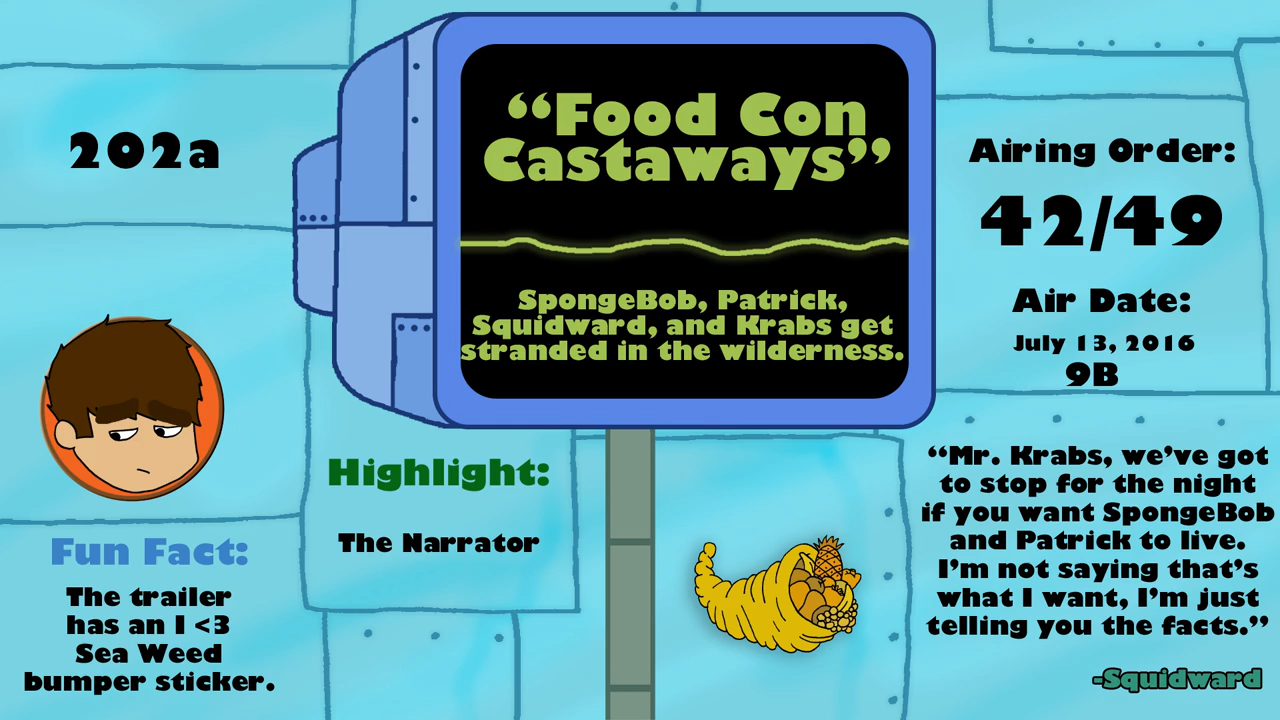 202a
“Food Con
Castaways”
SpongeBob, Patrick,
Squidward, and Krabs get
stranded in the wilderness.
Airing Order:
42/49
Air Date:
July 13, 2016
9B
Highlight:
The Narrator
Fun Fact:
The trailer
has an I <3
Sea Weed
bumper sticker.
“Mr. Krabs, we’ve got
to stop for the night
if you want SpongeBob
and Patrick to live.
I’m not saying that’s
what I want, I’m just
telling you the facts.”
-Squidward